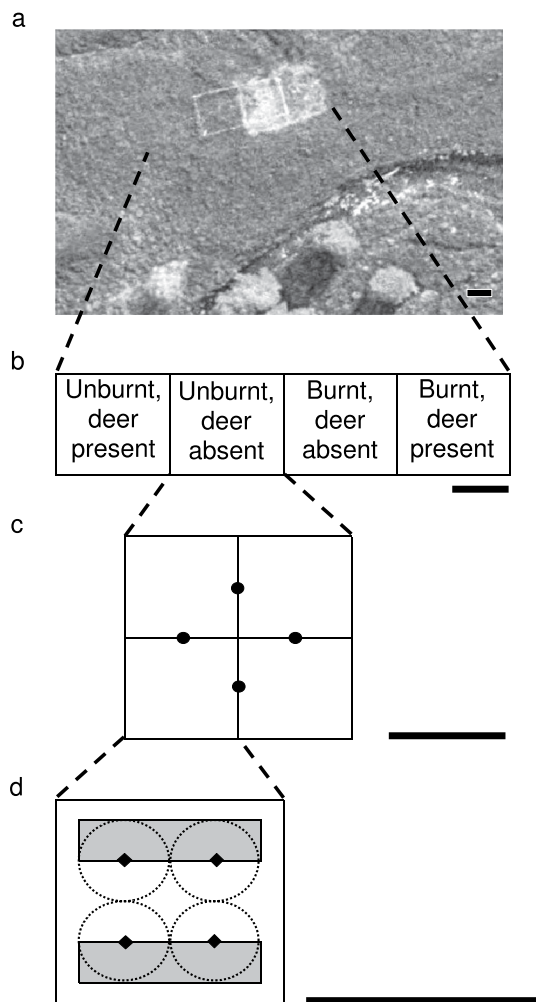 a
b
Unburnt,
deer
present
Unburnt,
deer
absent
Burnt,
deer
absent
Burnt,
deer
present
c
d